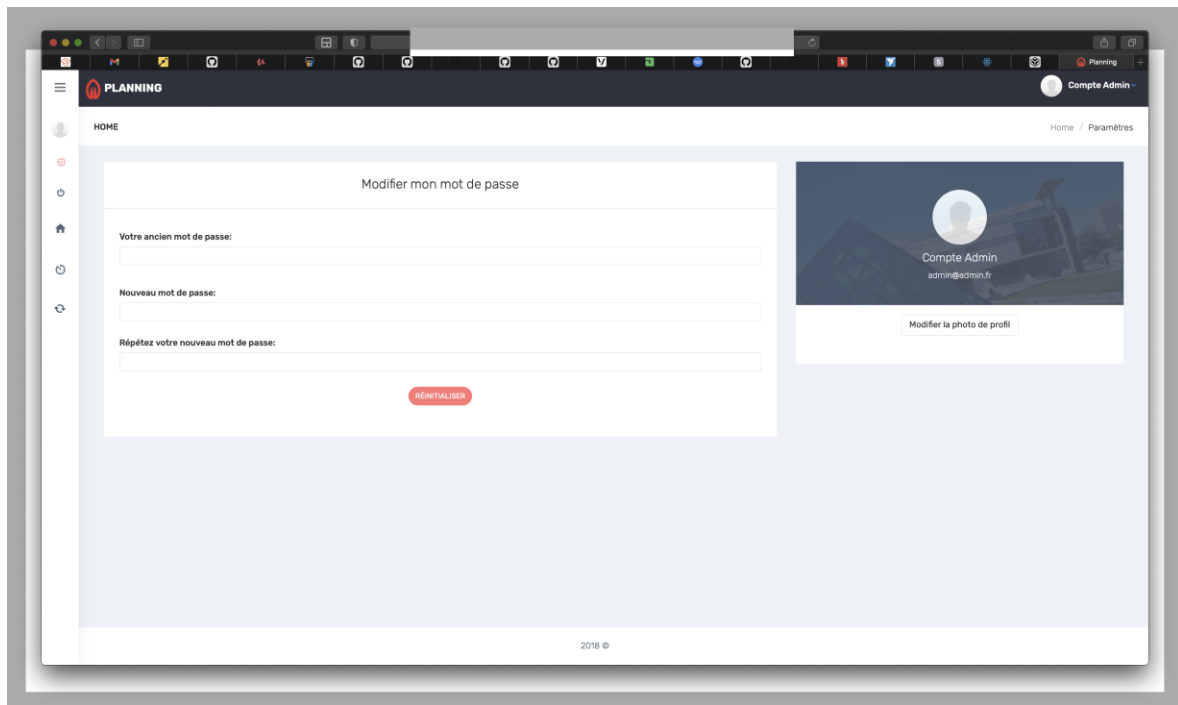 Planning
PLANNING
Compte Admin
HOME
Home / Paramètres
Modifier mon mot de passe
Votre ancien mot de passe:
Nouveau mot de passe:
Répétez votre nouveau mot de passe:
RÉINITIALISER
Compte Admin
admin@admin.fr
Modifier la photo de profil
2018 ©